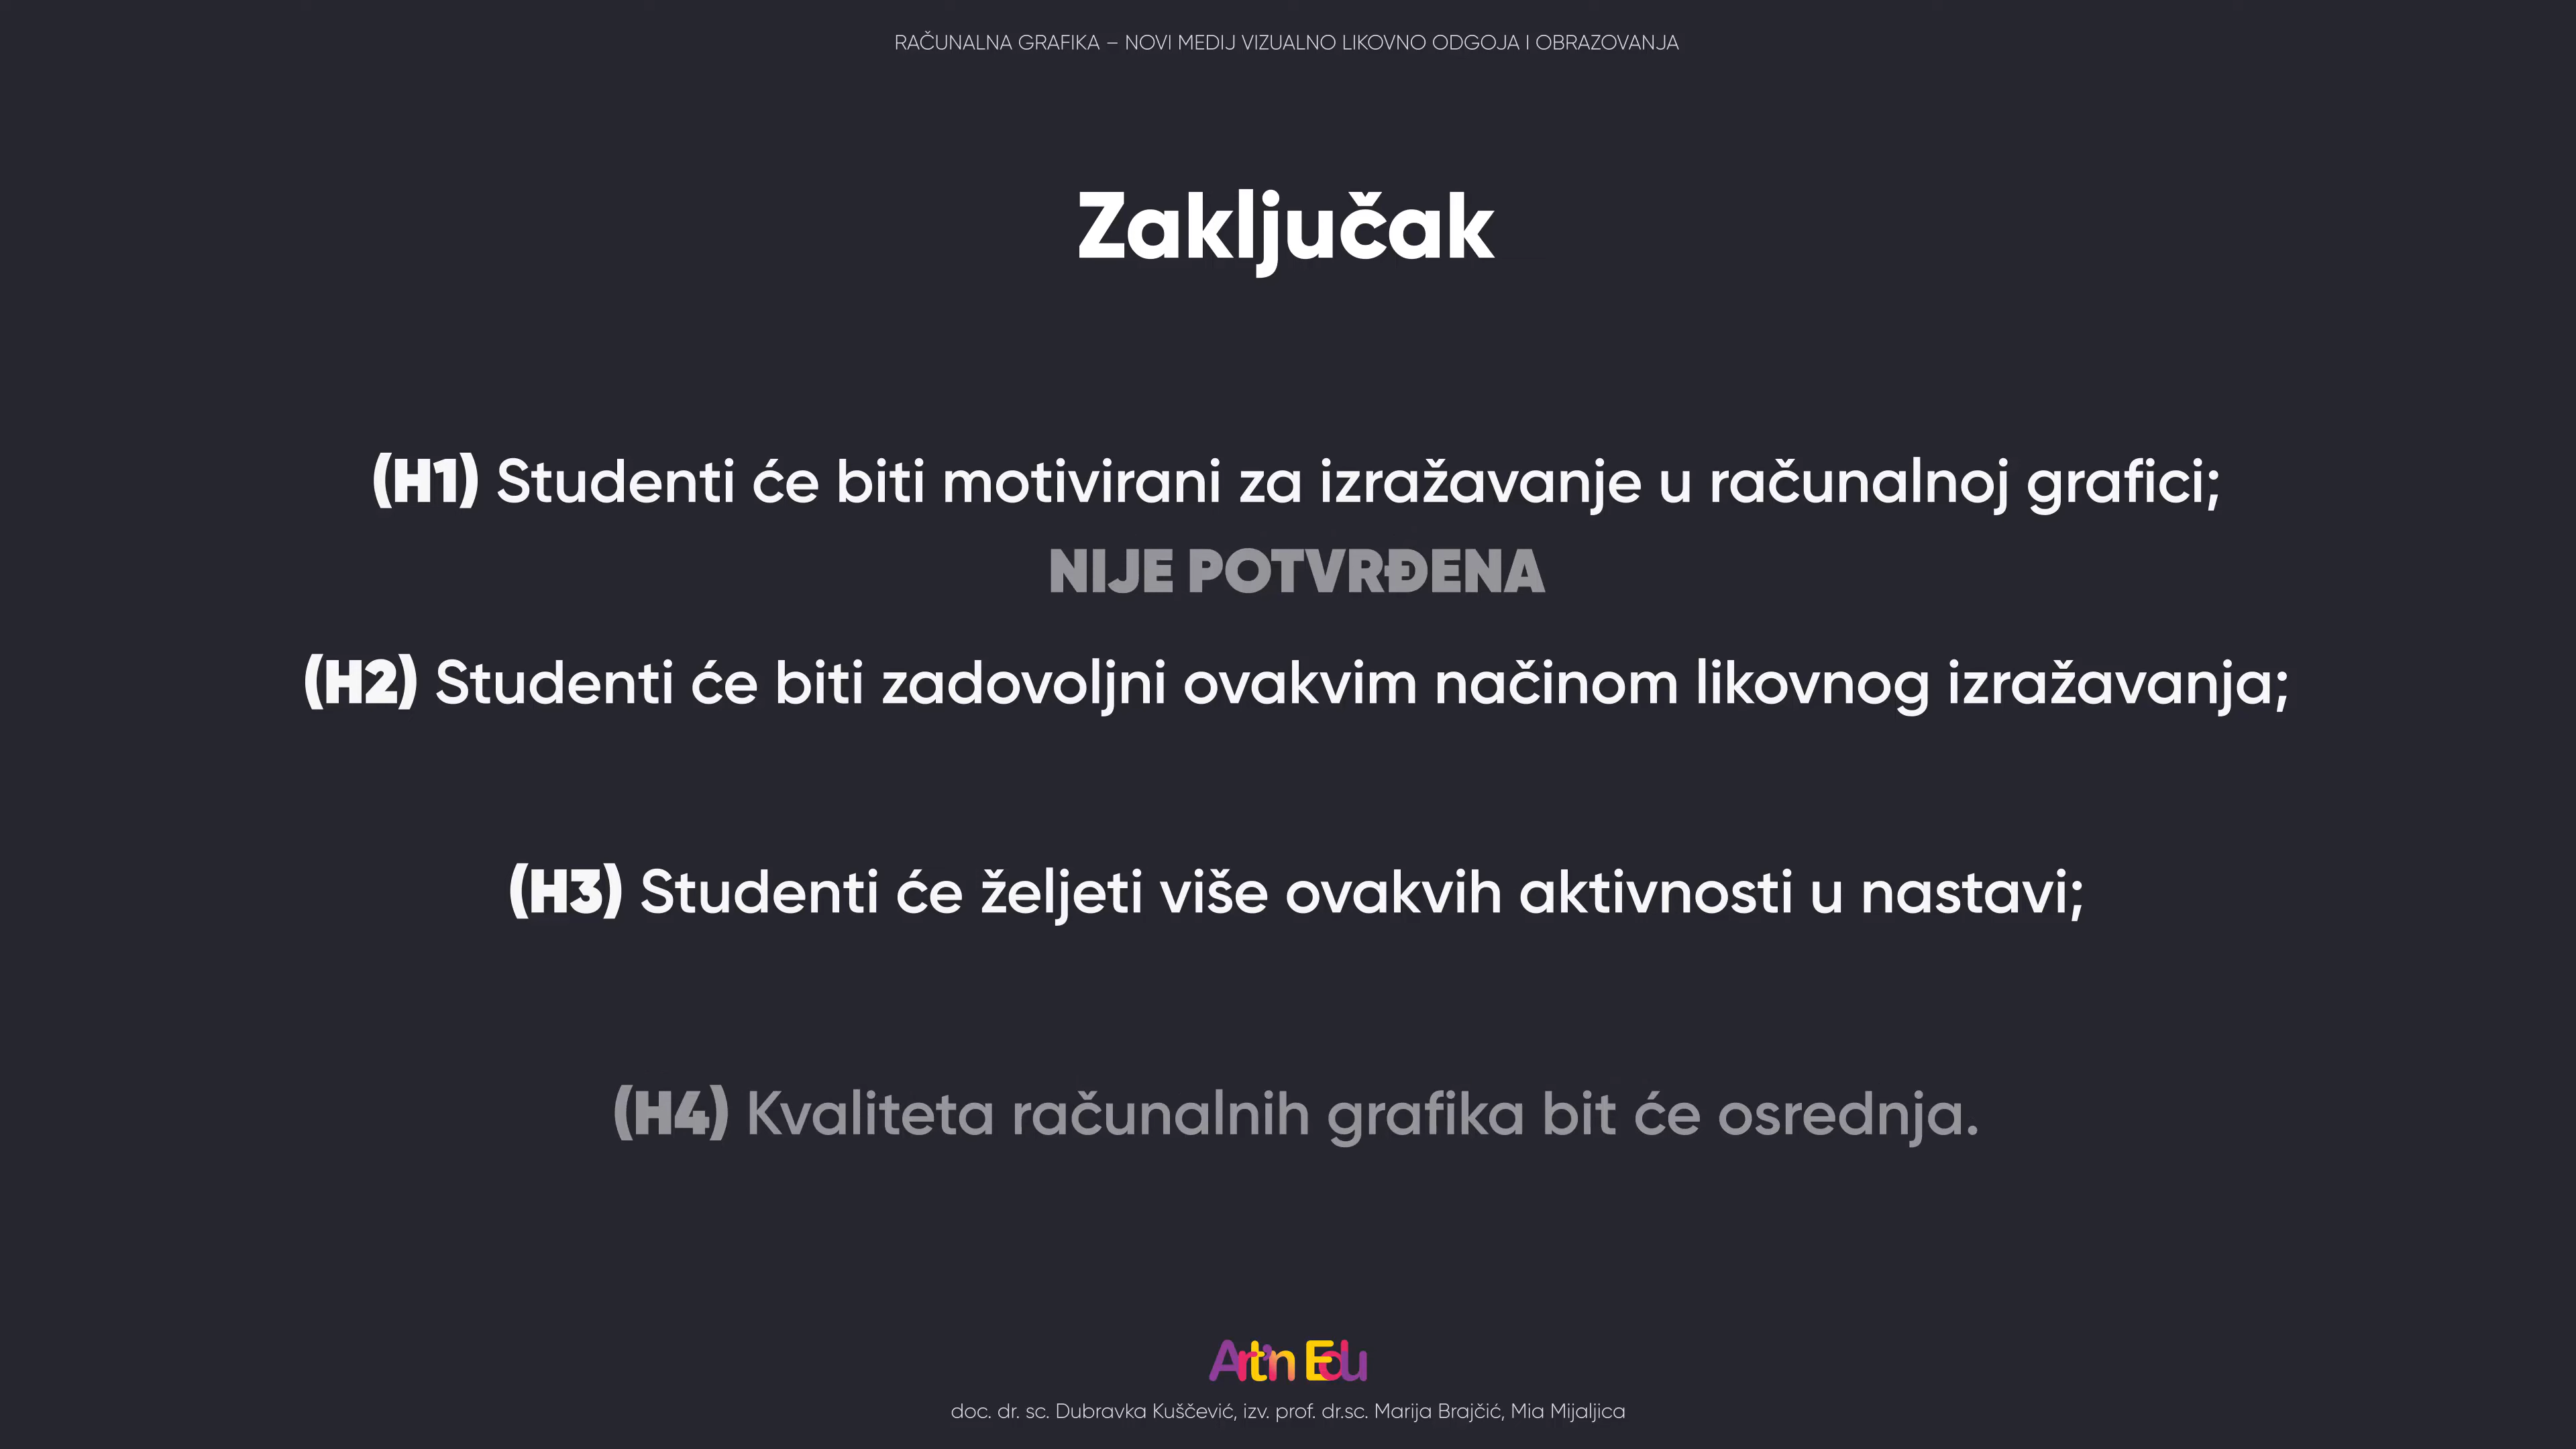 RAČUNALNA GRAFIKA – NOVI MEDIJ VIZUALNO LIKOVNO ODGOJA I OBRAZOVANJA
Zaključak
(H1) Studenti će biti motivirani za izražavanje u računalnoj grafici;
NIJE POTVRĐENA
(H2) Studenti će biti zadovoljni ovakvim načinom likovnog izražavanja;
(H3) Studenti će željeti više ovakvih aktivnosti u nastavi;
(H4) Kvaliteta računalnih grafika bit će osrednja.
Art'n Edu
doc. dr. sc. Dubravka Kuščević, izv. prof. dr.sc. Marija Brajčić, Mia Mijaljica